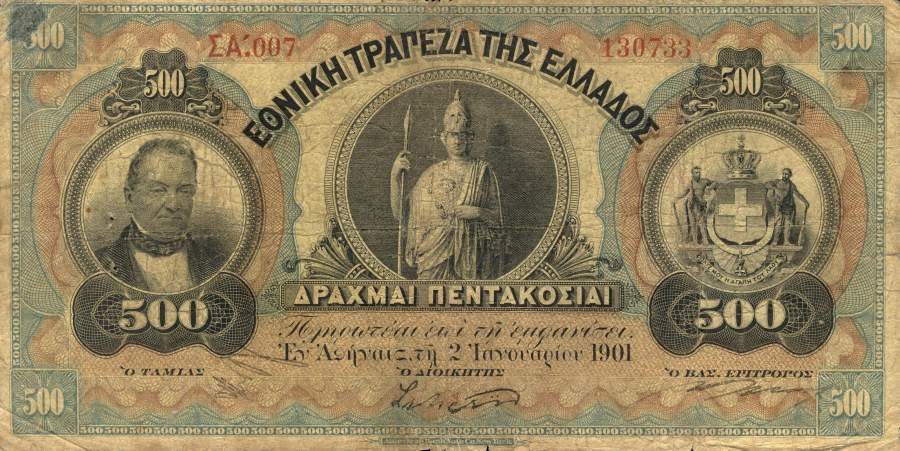 500 ΣΑ΄.007 130733 500
ΕΘΝΙΚΗ ΤΡΑΠΕΖΑ ΤΗΣ ΕΛΛΑΔΟΣ
500 500
ΔΡΑΧΜΑΙ ΠΕΝΤΑΚΟΣΙΑΙ
500 500
Πληρωτέαι επί τη εμφανίσει.
Εν Αθήναις, τη 2 Ιανουαρίου 1901
Ὁ ΤΑΜΙΑΣ Ὁ ΔΙΟΙΚΗΤΗΣ Ὁ ΒΑΣ. ΕΠΙΤΡΟΠΟΣ
500 500